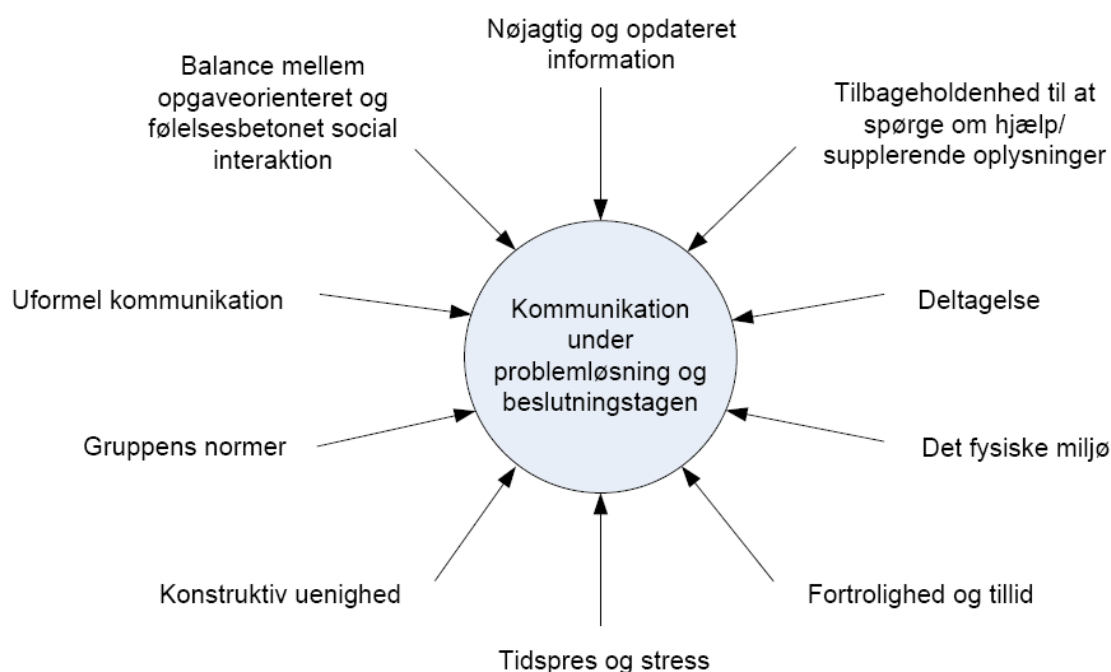 Nøjagtig og opdateret
information
Balance mellem
opgaveorienteret og
følelsesbetonet social
interaktion
Tilbageholdenhed til at
spørge om hjælp/
supplerende oplysninger
Uformel kommunikation
Kommunikation
under
problemløsning og
beslutningstagen
Deltagelse
Gruppens normer
Det fysiske miljø
Konstruktiv uenighed
Fortrolighed og tillid
Tidspres og stress